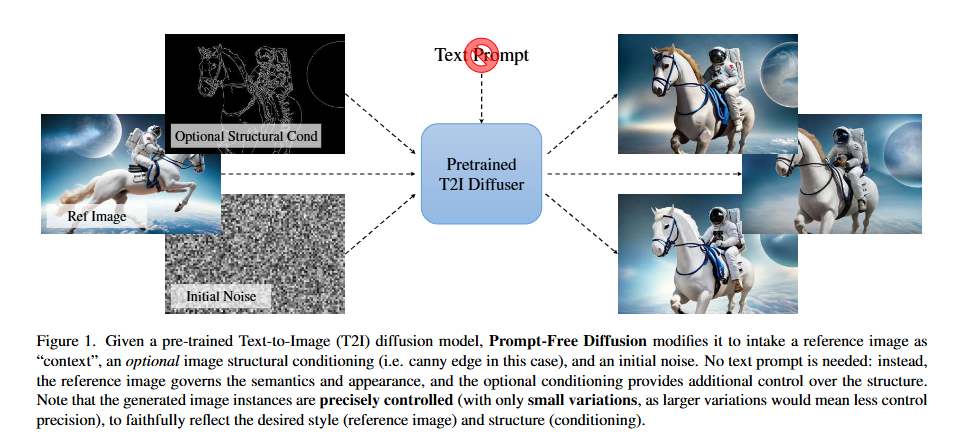 Text Prompt
Optional Structural Cond
Pretrained
T2I Diffuser
Ref Image
Initial Noise
Figure 1. Given a pre-trained Text-to-Image (T2I) diffusion model, Prompt-Free Diffusion modifies it to intake a reference image as
“context”, an optional image structural conditioning (i.e. canny edge in this case), and an initial noise. No text prompt is needed: instead,
the reference image governs the semantics and appearance, and the optional conditioning provides additional control over the structure.
Note that the generated image instances are precisely controlled (with only small variations, as larger variations would mean less control
precision), to faithfully reflect the desired style (reference image) and structure (conditioning).